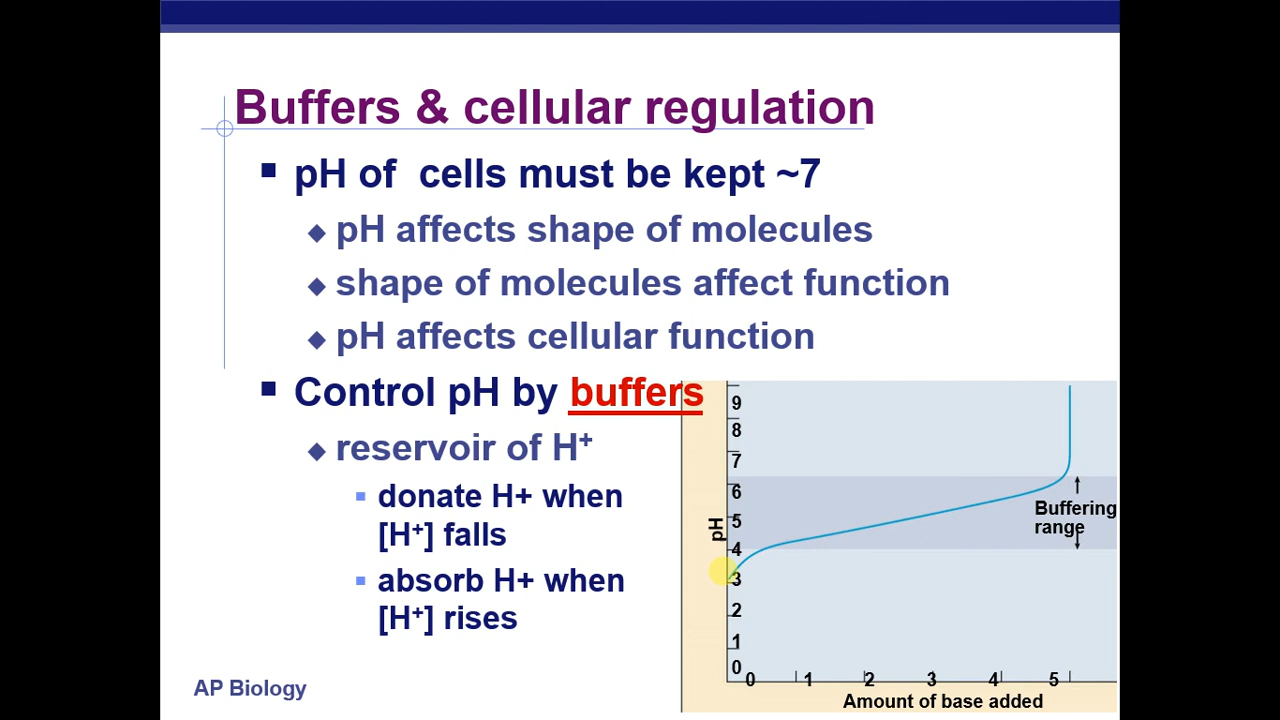 Buffers & cellular regulation
pH of cells must be kept ~7
pH affects shape of molecules
shape of molecules affect function
pH affects cellular function
Control pH by buffers
reservoir of H⁺
donate H+ when
[H⁺] falls
absorb H+ when
[H⁺] rises
AP Biology
pH
9
8
7
6
5
4
3
2
1
0
Buffering
range
0 1 2 3 4 5
Amount of base added